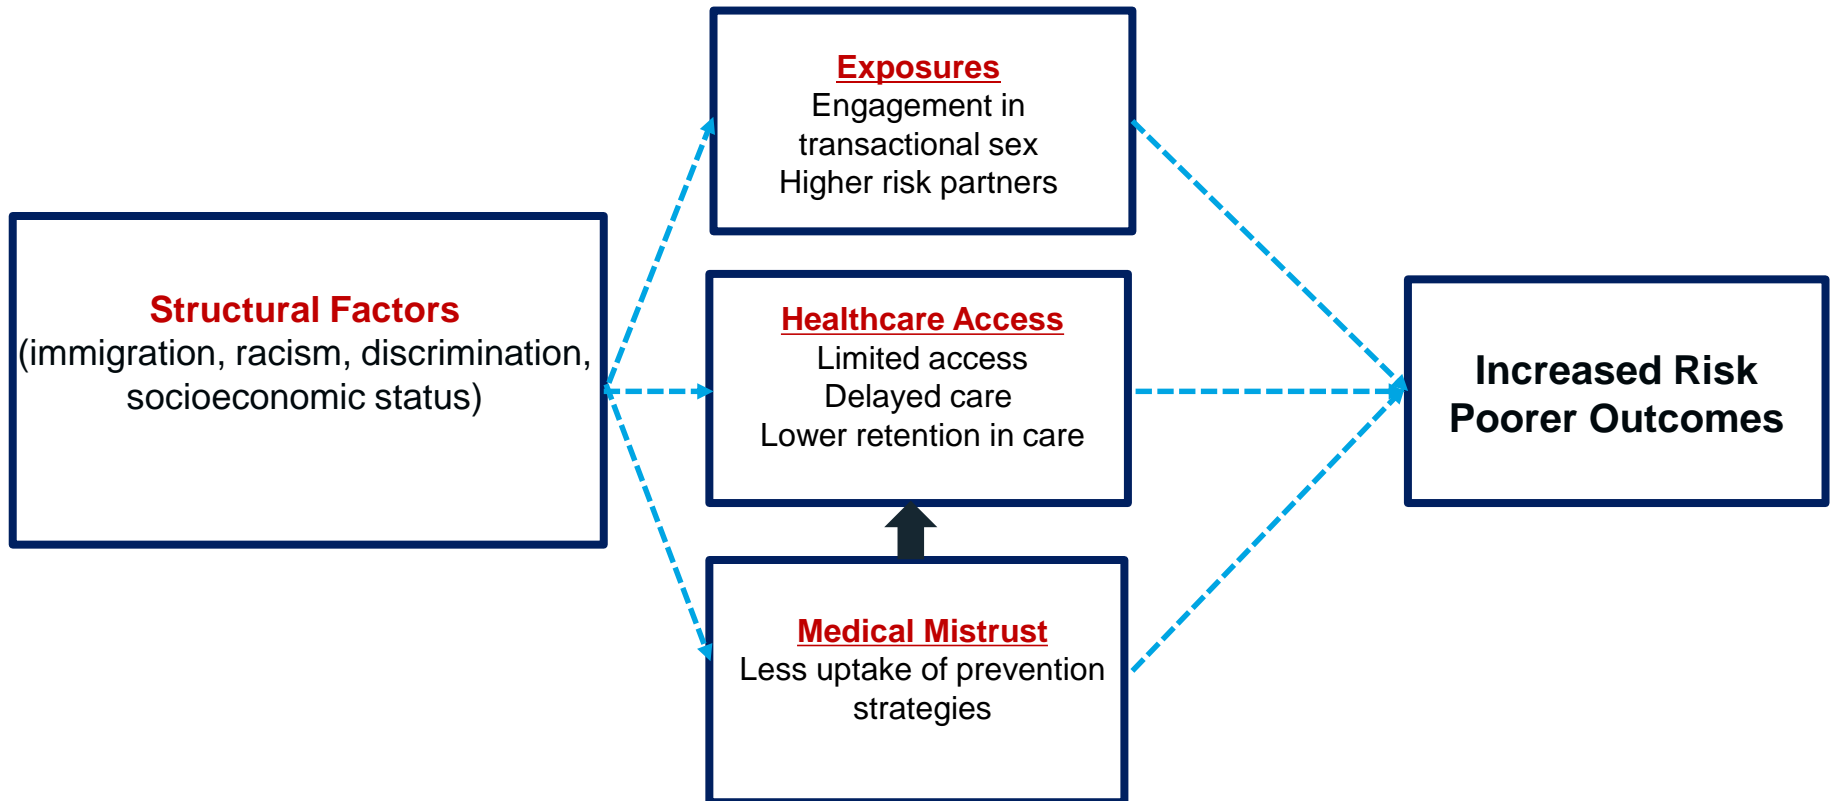 Structural Factors
(immigration, racism, discrimination,
socioeconomic status)
Exposures
Engagement in
transactional sex
Higher risk partners
Healthcare Access
Limited access
Delayed care
Lower retention in care
Medical Mistrust
Less uptake of prevention
strategies
Increased Risk
Poorer Outcomes